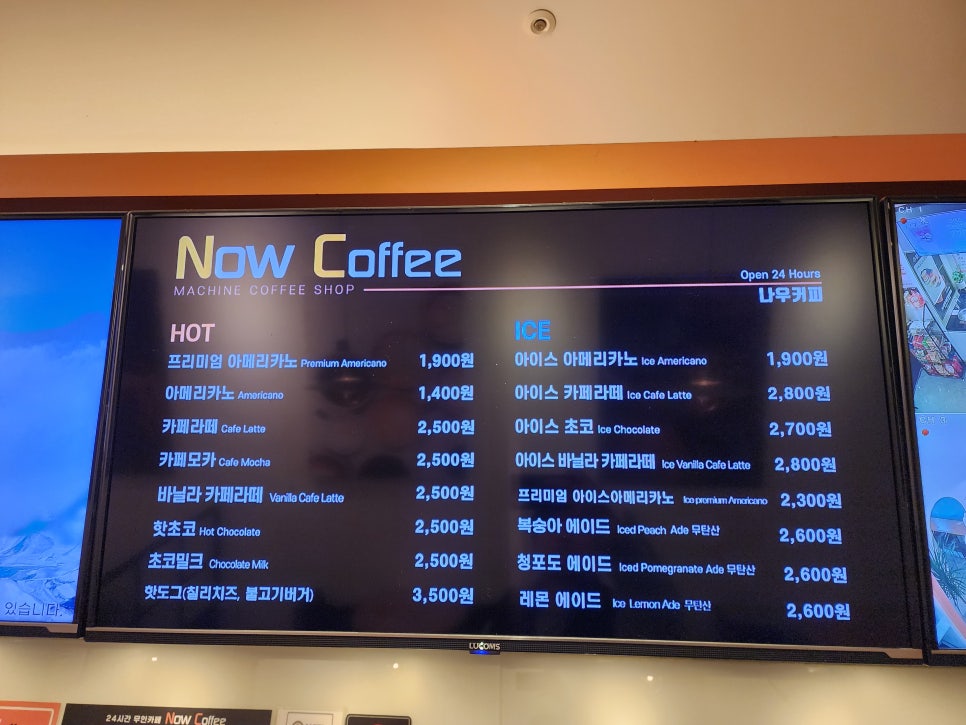 Now Coffee
MACHINE COFFEE SHOP
Open 24 Hours
나우커피
HOT
프리미엄 아메리카노 Premium Americano 1,900원
아메리카노 Americano 1,400원
카페라떼 Cafe Latte 2,500원
카페모카 Cafe Mocha 2,500원
바닐라 카페라떼 Vanilla Cafe Latte 2,500원
핫초코 Hot Chocolate 2,500원
초코밀크 Chocolate Milk 2,500원
핫도그(칠리치즈, 불고기버거) 3,500원
ICE
아이스 아메리카노 Ice Americano 1,900원
아이스 카페라떼 Ice Cafe Latte 2,800원
아이스 초코 Ice Chocolate 2,700원
아이스 바닐라 카페라떼 Ice Vanilla Cafe Latte 2,800원
프리미엄 아이스아메리카노 Ice premium Americano 2,300원
복숭아 에이드 Iced Peach Ade 무탄산 2,600원
청포도 에이드 Iced Pomegranate Ade 무탄산 2,600원
레몬 에이드 Ice Lemon Ade 무탄산 2,600원
있습니다.
CH 1
LUCOMS
24시간 무인카페 Now Coffee